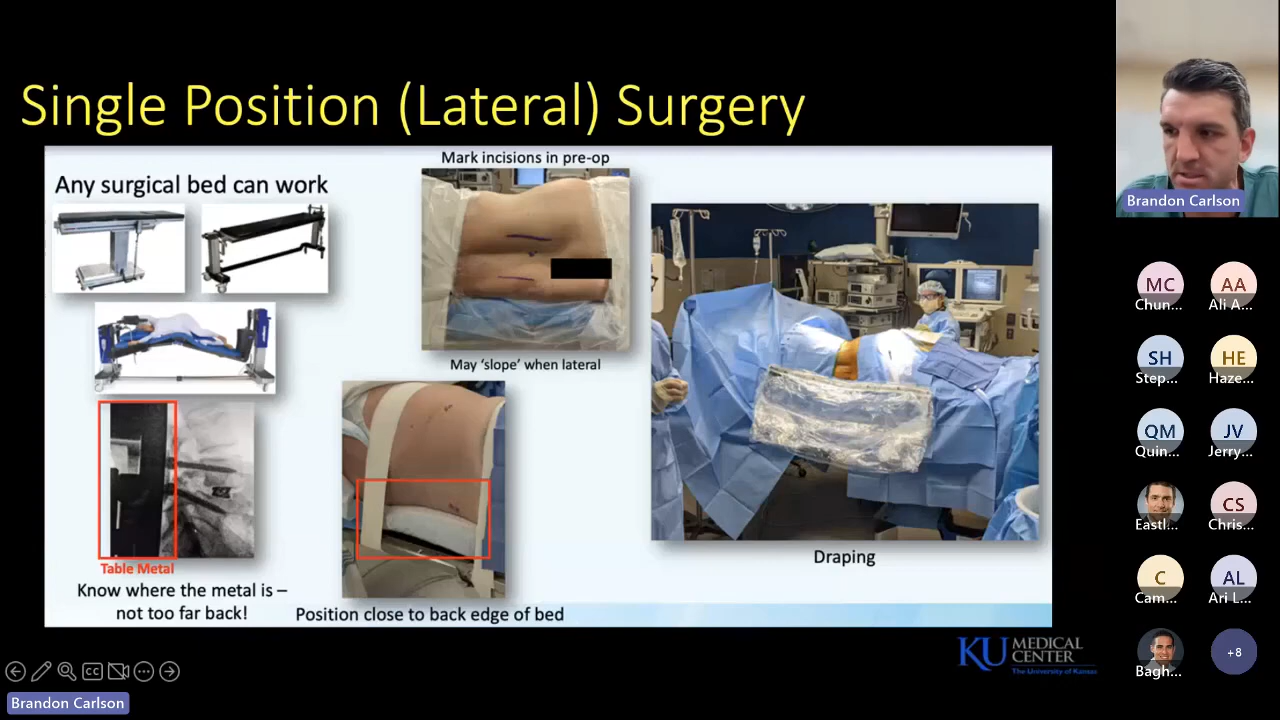 Single Position (Lateral) Surgery
Any surgical bed can work
Mark incisions in pre-op
May ‘slope’ when lateral
Table Metal
Know where the metal is –
not too far back!
Position close to back edge of bed
Draping
KU MEDICAL
CENTER
The University of Kansas
CC
Brandon Carlson
Brandon Carlson
MC
Chun...
AA
Ali A...
SH
Step...
HE
Haze...
QM
Quin...
JV
Jerry...
Eastl...
CS
Chris...
C
Cam...
AL
Ari L...
Bagh...
+8